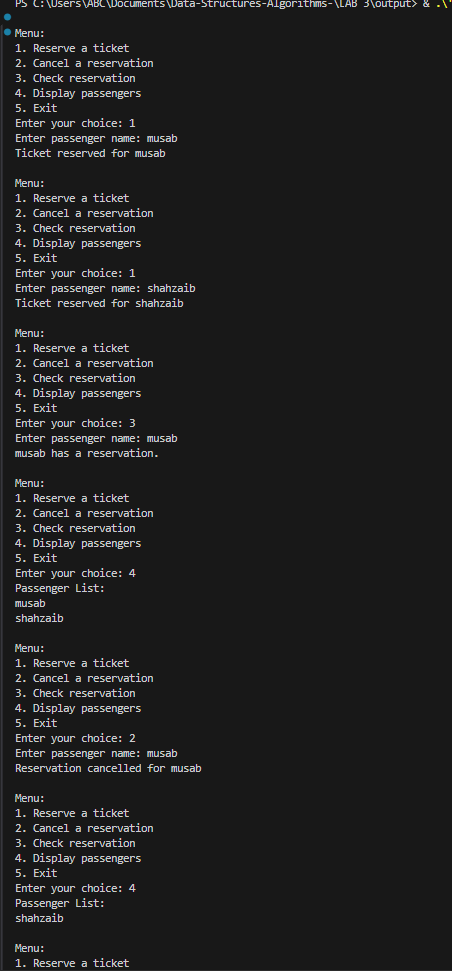 PS C:\Users\ABC\Documents\Data-Structures-Algorithms-\LAB 3\output> & .\
Menu:
1. Reserve a ticket
2. Cancel a reservation
3. Check reservation
4. Display passengers
5. Exit
Enter your choice: 1
Enter passenger name: musab
Ticket reserved for musab
Menu:
1. Reserve a ticket
2. Cancel a reservation
3. Check reservation
4. Display passengers
5. Exit
Enter your choice: 1
Enter passenger name: shahzaib
Ticket reserved for shahzaib
Menu:
1. Reserve a ticket
2. Cancel a reservation
3. Check reservation
4. Display passengers
5. Exit
Enter your choice: 3
Enter passenger name: musab
musab has a reservation.
Menu:
1. Reserve a ticket
2. Cancel a reservation
3. Check reservation
4. Display passengers
5. Exit
Enter your choice: 4
Passenger List:
musab
shahzaib
Menu:
1. Reserve a ticket
2. Cancel a reservation
3. Check reservation
4. Display passengers
5. Exit
Enter your choice: 2
Enter passenger name: musab
Reservation cancelled for musab
Menu:
1. Reserve a ticket
2. Cancel a reservation
3. Check reservation
4. Display passengers
5. Exit
Enter your choice: 4
Passenger List:
shahzaib
Menu:
1. Reserve a ticket